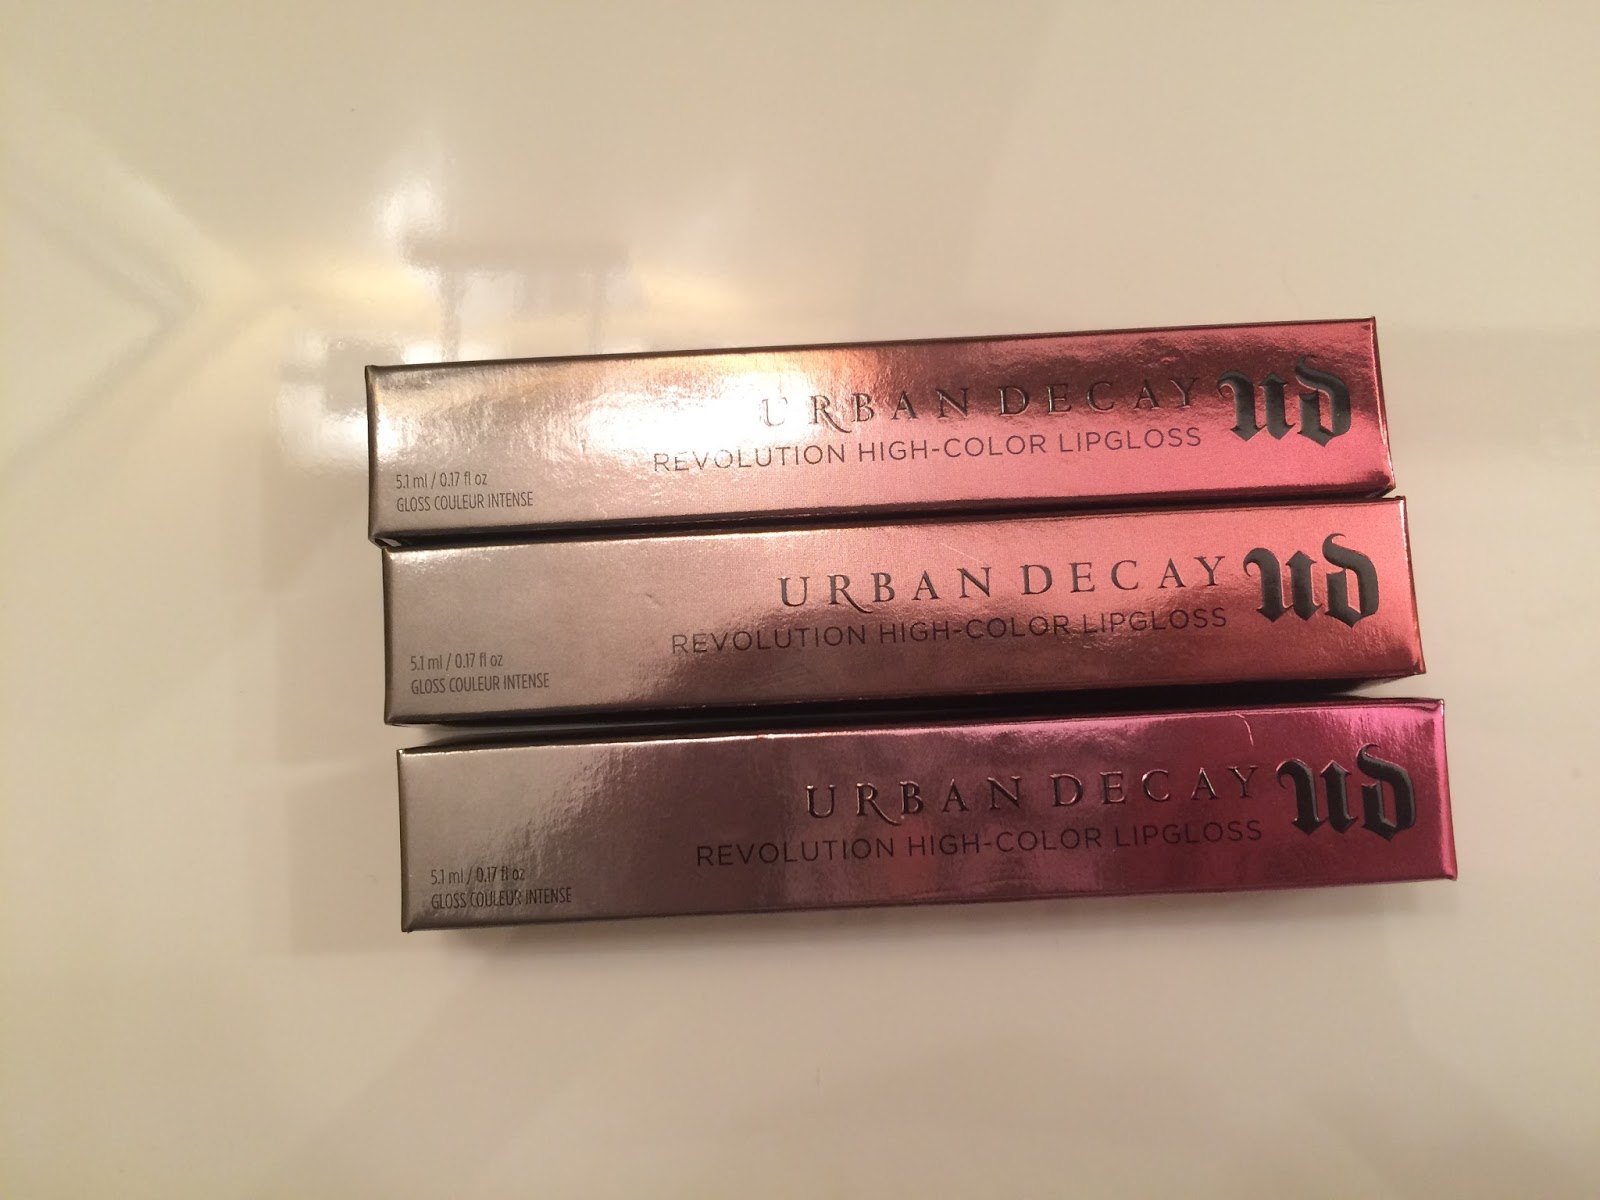 URBAN DECAY UD
REVOLUTION HIGH-COLOR LIPGLOSS
5.1 ml / 0.17 fl oz
GLOSS COULEUR INTENSE
URBAN DECAY UD
REVOLUTION HIGH-COLOR LIPGLOSS
5.1 ml / 0.17 fl oz
GLOSS COULEUR INTENSE
URBAN DECAY UD
REVOLUTION HIGH-COLOR LIPGLOSS
5.1 ml / 0.17 fl oz
GLOSS COULEUR INTENSE